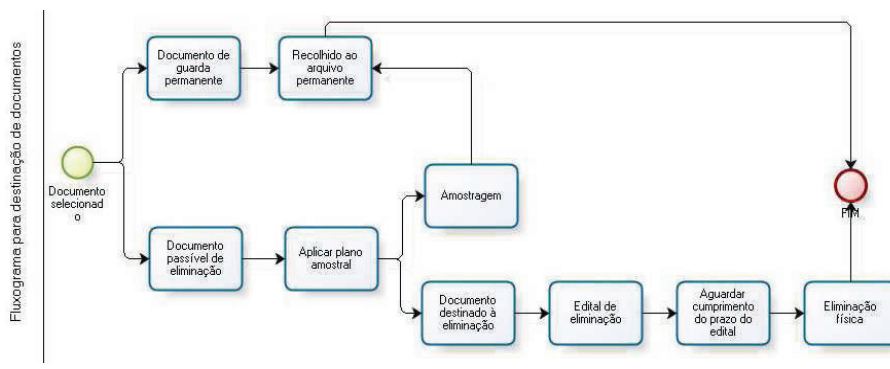 Fluxograma para destinação de documentos
Documento
selecionad
o
Documento de
guarda
permanente
Recolhido ao
arquivo
permanente
Amostragem
Documento
passível de
eliminação
Aplicar plano
amostral
Documento
destinado à
eliminação
Edital de
eliminação
Aguardar
cumprimento
do prazo do
edital
Eliminação
física
FIM